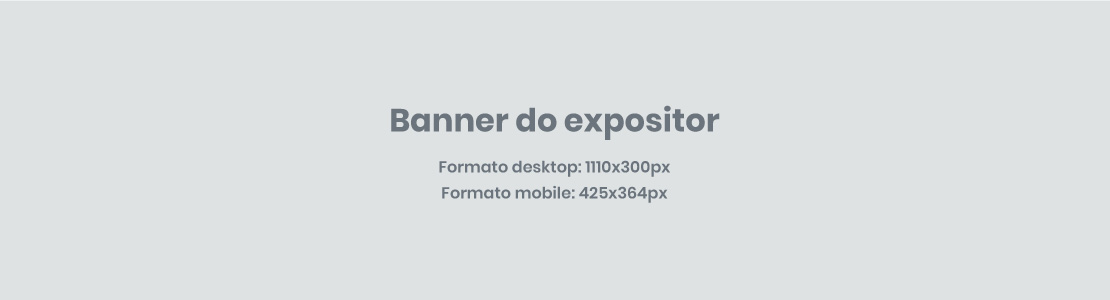 Banner do expositor
Formato desktop: 1110x300px
Formato mobile: 425x364px